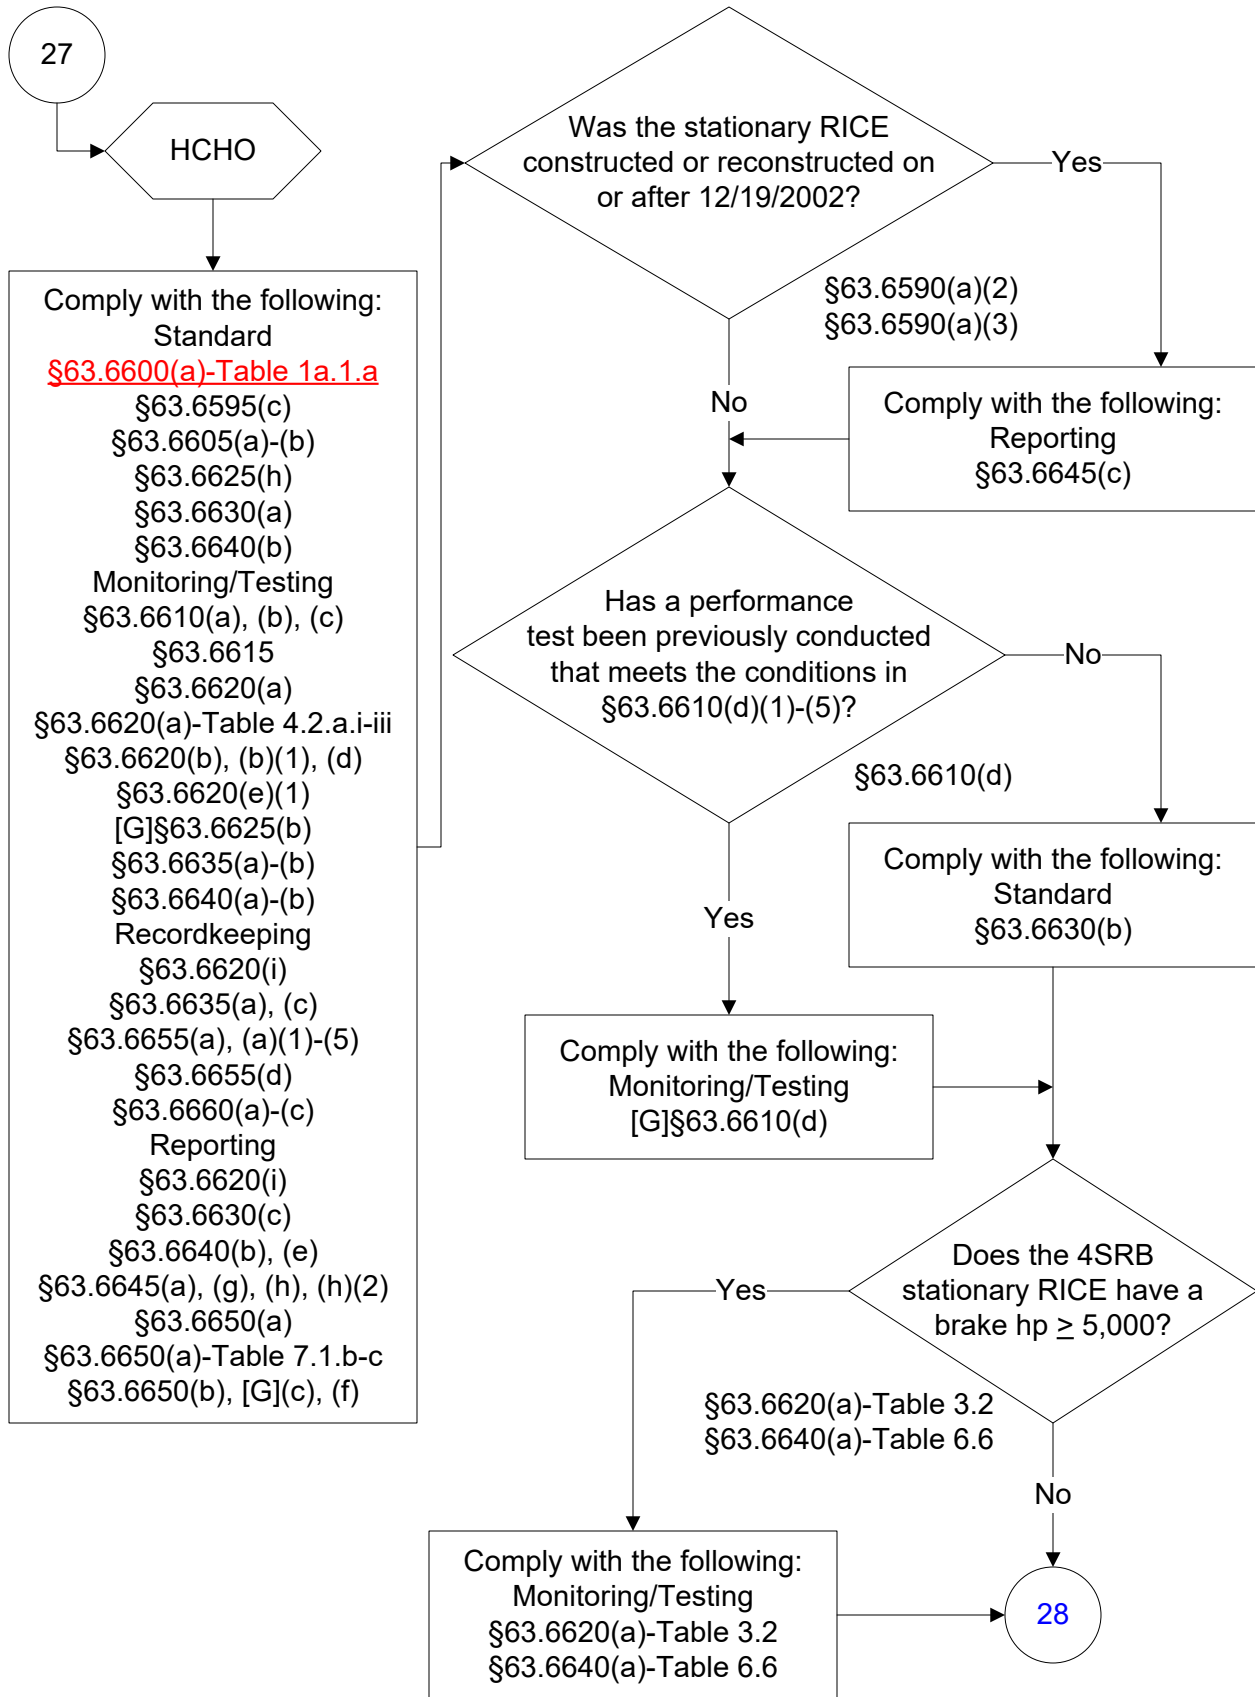 27
HCHO
Comply with the following:
Standard
§63.6600(a)-Table 1a.1.a
§63.6595(c)
§63.6605(a)-(b)
§63.6625(h)
§63.6630(a)
§63.6640(b)
Monitoring/Testing
§63.6610(a), (b), (c)
§63.6615
§63.6620(a)
§63.6620(a)-Table 4.2.a.i-iii
§63.6620(b), (b)(1), (d)
§63.6620(e)(1)
[G]§63.6625(b)
§63.6635(a)-(b)
§63.6640(a)-(b)
Recordkeeping
§63.6620(i)
§63.6635(a), (c)
§63.6655(a), (a)(1)-(5)
§63.6655(d)
§63.6660(a)-(c)
Reporting
§63.6620(i)
§63.6630(c)
§63.6640(b), (e)
§63.6645(a), (g), (h), (h)(2)
§63.6650(a)
§63.6650(a)-Table 7.1.b-c
§63.6650(b), [G](c), (f)
Was the stationary RICE
constructed or reconstructed on
or after 12/19/2002?
Yes
§63.6590(a)(2)
§63.6590(a)(3)
No
Comply with the following:
Reporting
§63.6645(c)
Has a performance
test been previously conducted
that meets the conditions in
§63.6610(d)(1)-(5)?
No
§63.6610(d)
Yes
Comply with the following:
Standard
§63.6630(b)
Comply with the following:
Monitoring/Testing
[G]§63.6610(d)
Does the 4SRB
stationary RICE have a
brake hp ≥ 5,000?
Yes
§63.6620(a)-Table 3.2
§63.6640(a)-Table 6.6
No
Comply with the following:
Monitoring/Testing
§63.6620(a)-Table 3.2
§63.6640(a)-Table 6.6
28